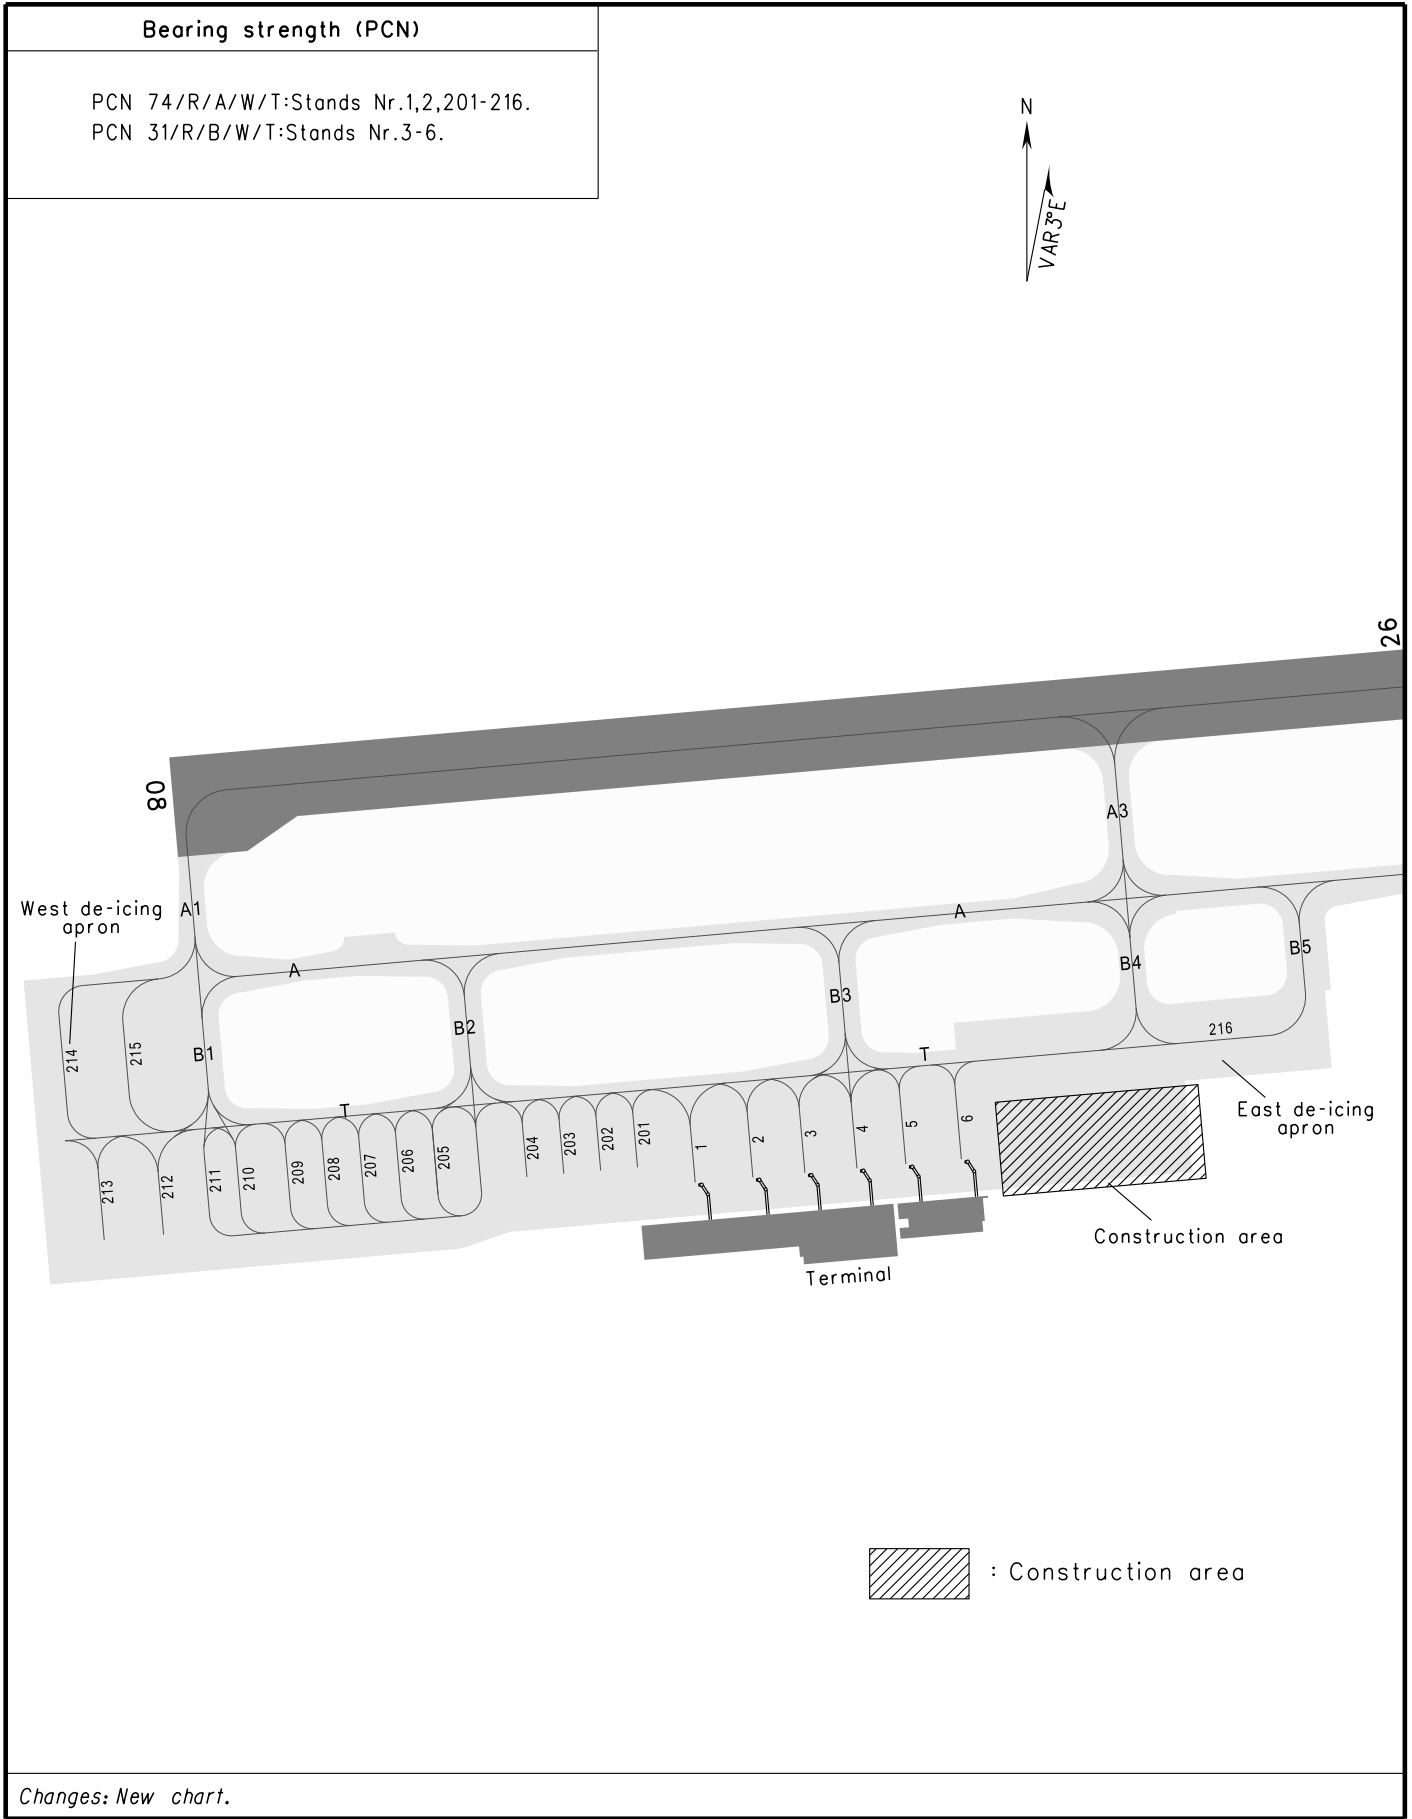 Bearing strength (PCN)
PCN 74/R/A/W/T:Stands Nr.1,2,201-216.
PCN 31/R/B/W/T:Stands Nr.3-6.
N
VAR3°E
26
08
A3
West de-icing
apron
A1
A
A
B5
B4
B3
B2
216
T
B1
215
214
T
East de-icing
apron
6
5
4
3
2
1
201
202
203
204
205
206
207
208
209
210
211
212
213
Construction area
Terminal
: Construction area
Changes: New chart.